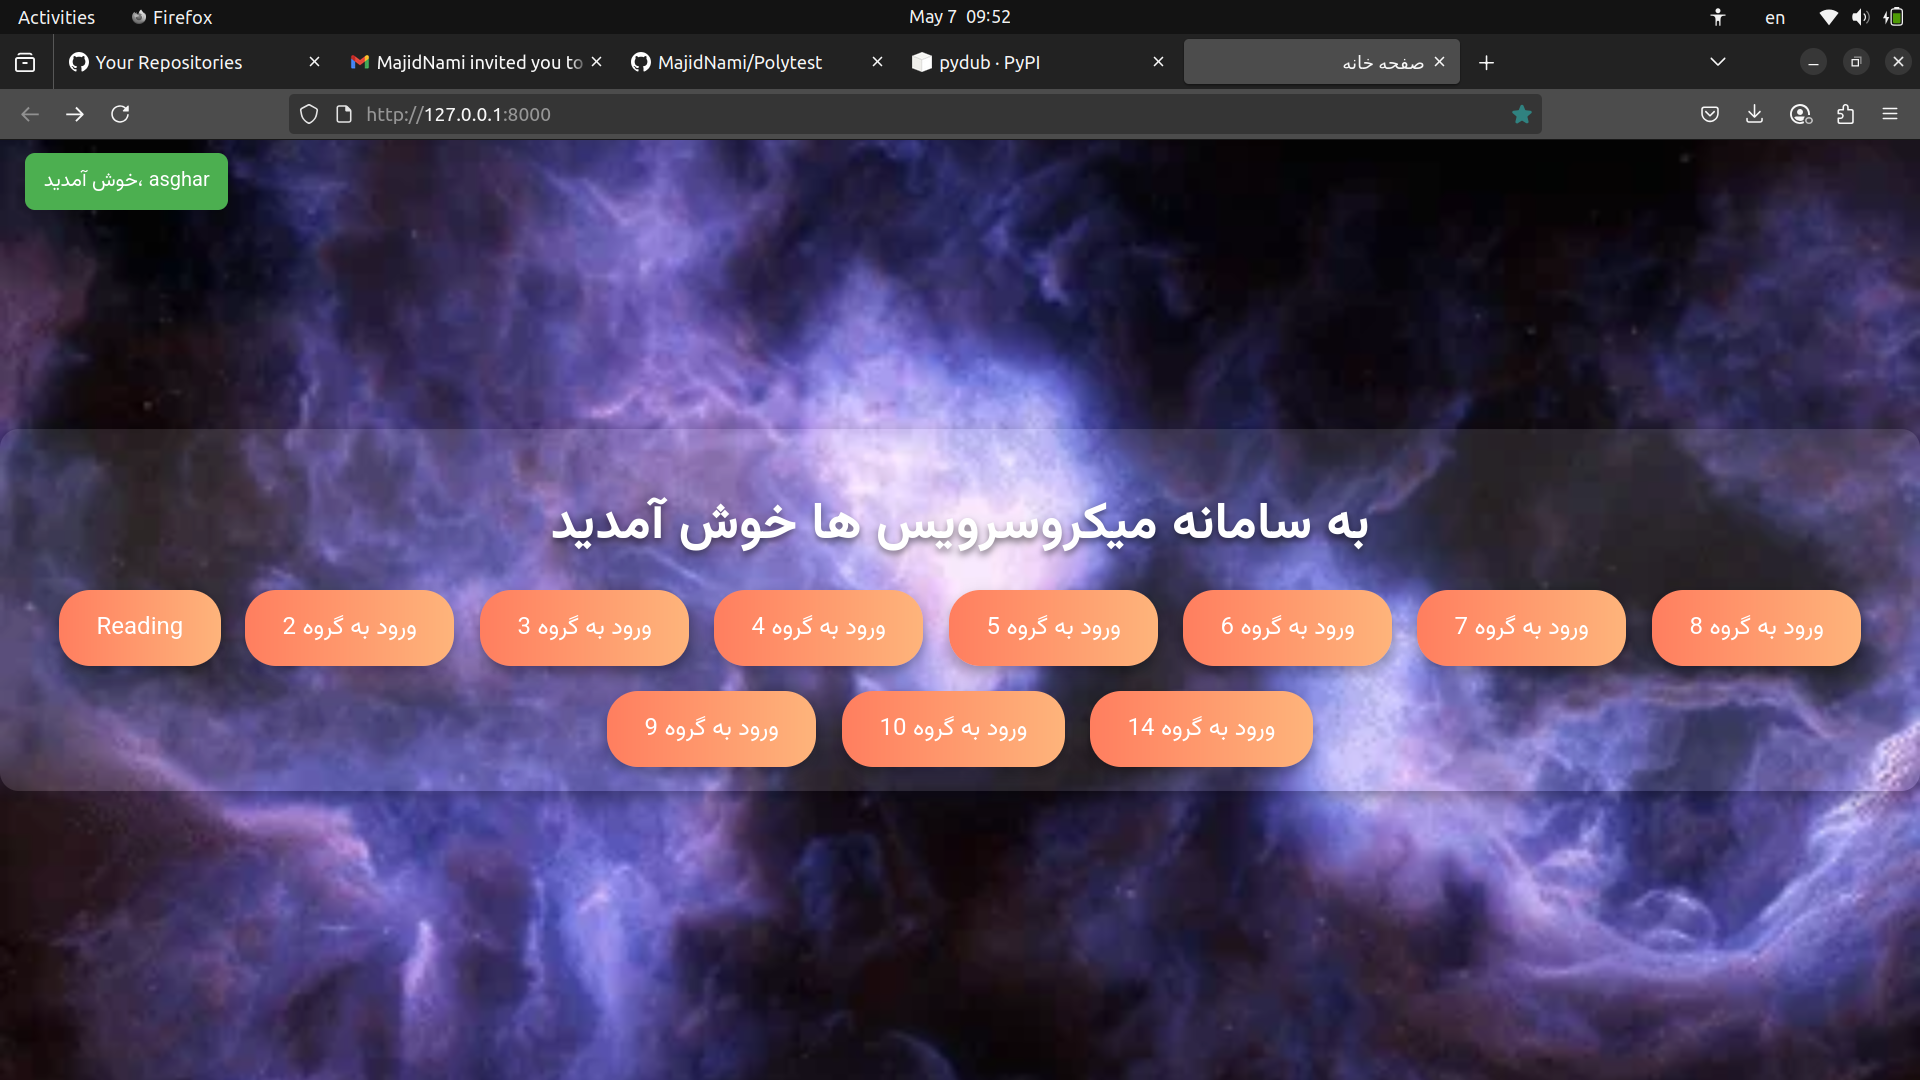 Activities
Firefox
May 7 09:52
en
Your Repositories
MajidNami invited you to
MajidNami/Polytest
pydub · PyPI
صفحه خانه
http://127.0.0.1:8000
خوش آمدید، asghar
به سامانه میکروسرویس ها خوش آمدید
Reading
ورود به گروه 2
ورود به گروه 3
ورود به گروه 4
ورود به گروه 5
ورود به گروه 6
ورود به گروه 7
ورود به گروه 8
ورود به گروه 9
ورود به گروه 10
ورود به گروه 14